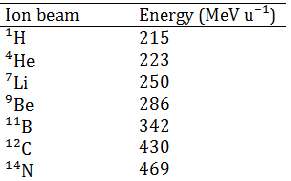 Ion beam Energy (MeV u⁻¹)
¹H 215
⁴He 223
⁷Li 250
⁹Be 286
¹¹B 342
¹²C 430
¹⁴N 469